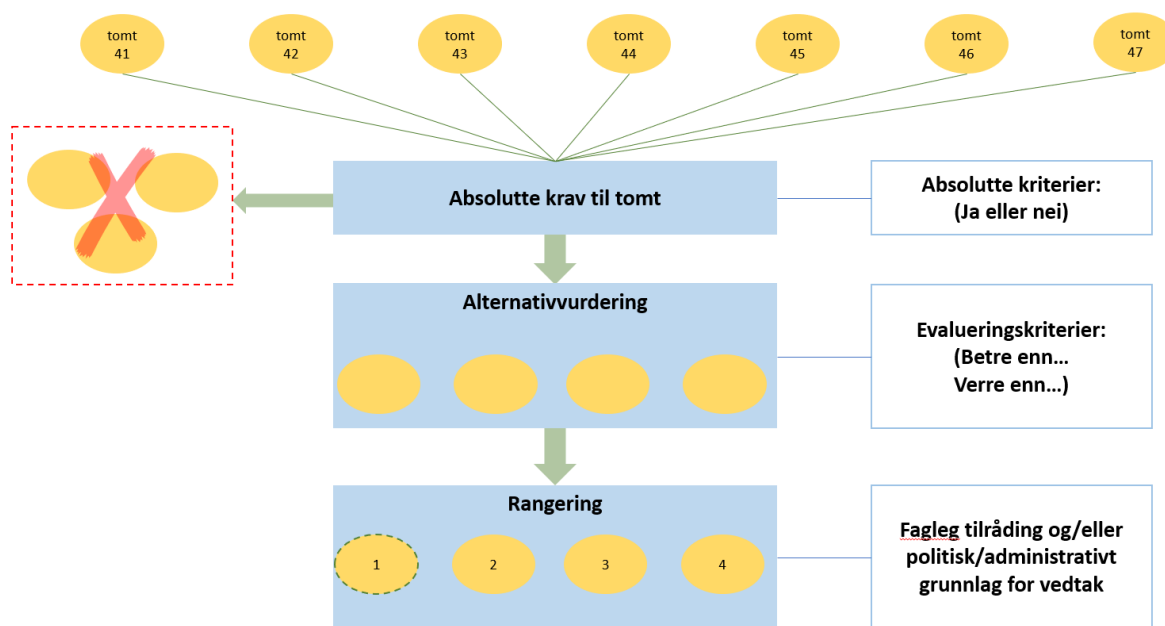 tomt
41
tomt
42
tomt
43
tomt
44
tomt
45
tomt
46
tomt
47
Absolutte krav til tomt
Absolutte kriterier:
(Ja eller nei)
Alternativvurdering
Evalueringskriterier:
(Betre enn...
Verre enn...)
Rangering
1
2
3
4
Fagleg tilråding og/eller
politisk/administrativt
grunnlag for vedtak